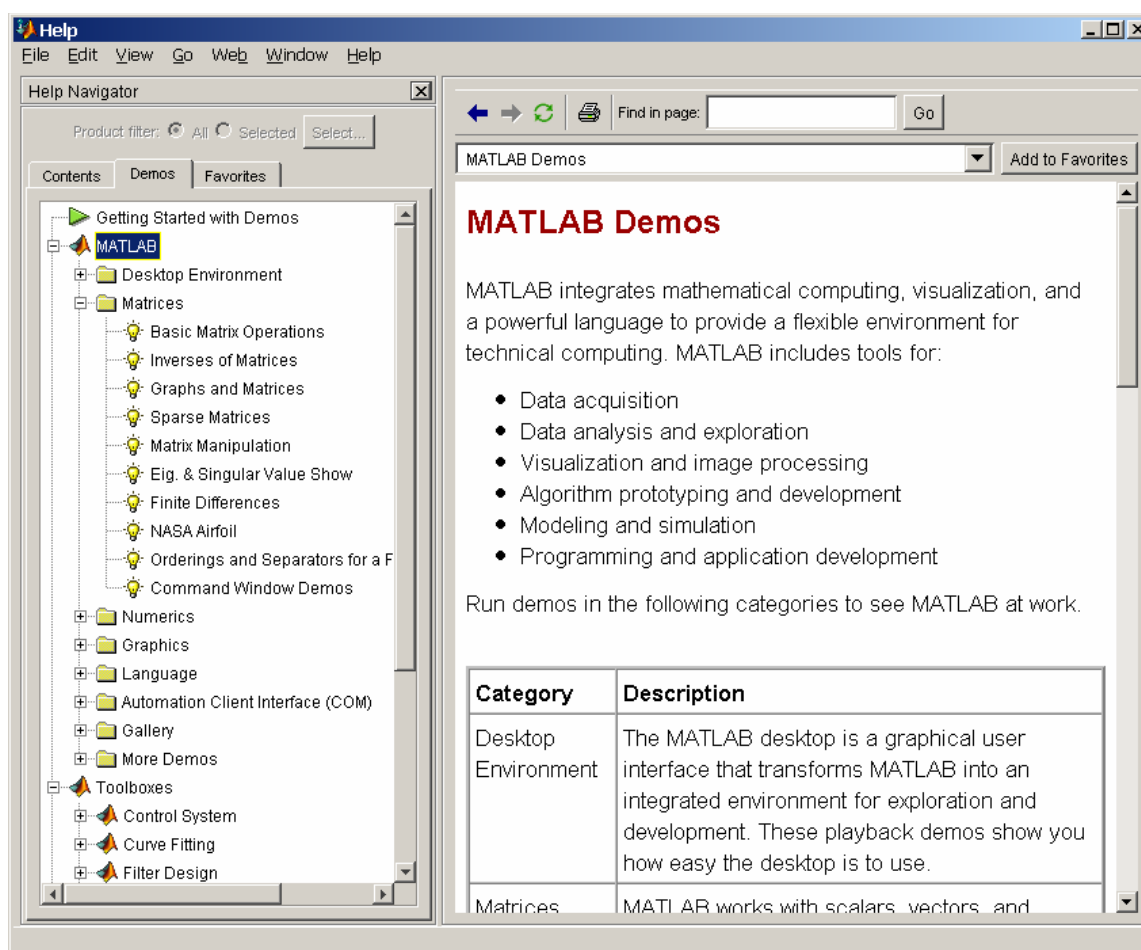 Help
File Edit View Go Web Window Help
Help Navigator
Product filter: All Selected Select...
Contents Demos Favorites
Getting Started with Demos
MATLAB
Desktop Environment
Matrices
Basic Matrix Operations
Inverses of Matrices
Graphs and Matrices
Sparse Matrices
Matrix Manipulation
Eig. & Singular Value Show
Finite Differences
NASA Airfoil
Orderings and Separators for a F
Command Window Demos
Numerics
Graphics
Language
Automation Client Interface (COM)
Gallery
More Demos
Toolboxes
Control System
Curve Fitting
Filter Design
Find in page: Go
MATLAB Demos Add to Favorites
MATLAB Demos
MATLAB integrates mathematical computing, visualization, and
a powerful language to provide a flexible environment for
technical computing. MATLAB includes tools for:
• Data acquisition
• Data analysis and exploration
• Visualization and image processing
• Algorithm prototyping and development
• Modeling and simulation
• Programming and application development
Run demos in the following categories to see MATLAB at work.
Category Description
Desktop Environment The MATLAB desktop is a graphical user
interface that transforms MATLAB into an
integrated environment for exploration and
development. These playback demos show you
how easy the desktop is to use.
Matrices MATLAB works with scalars, vectors, and